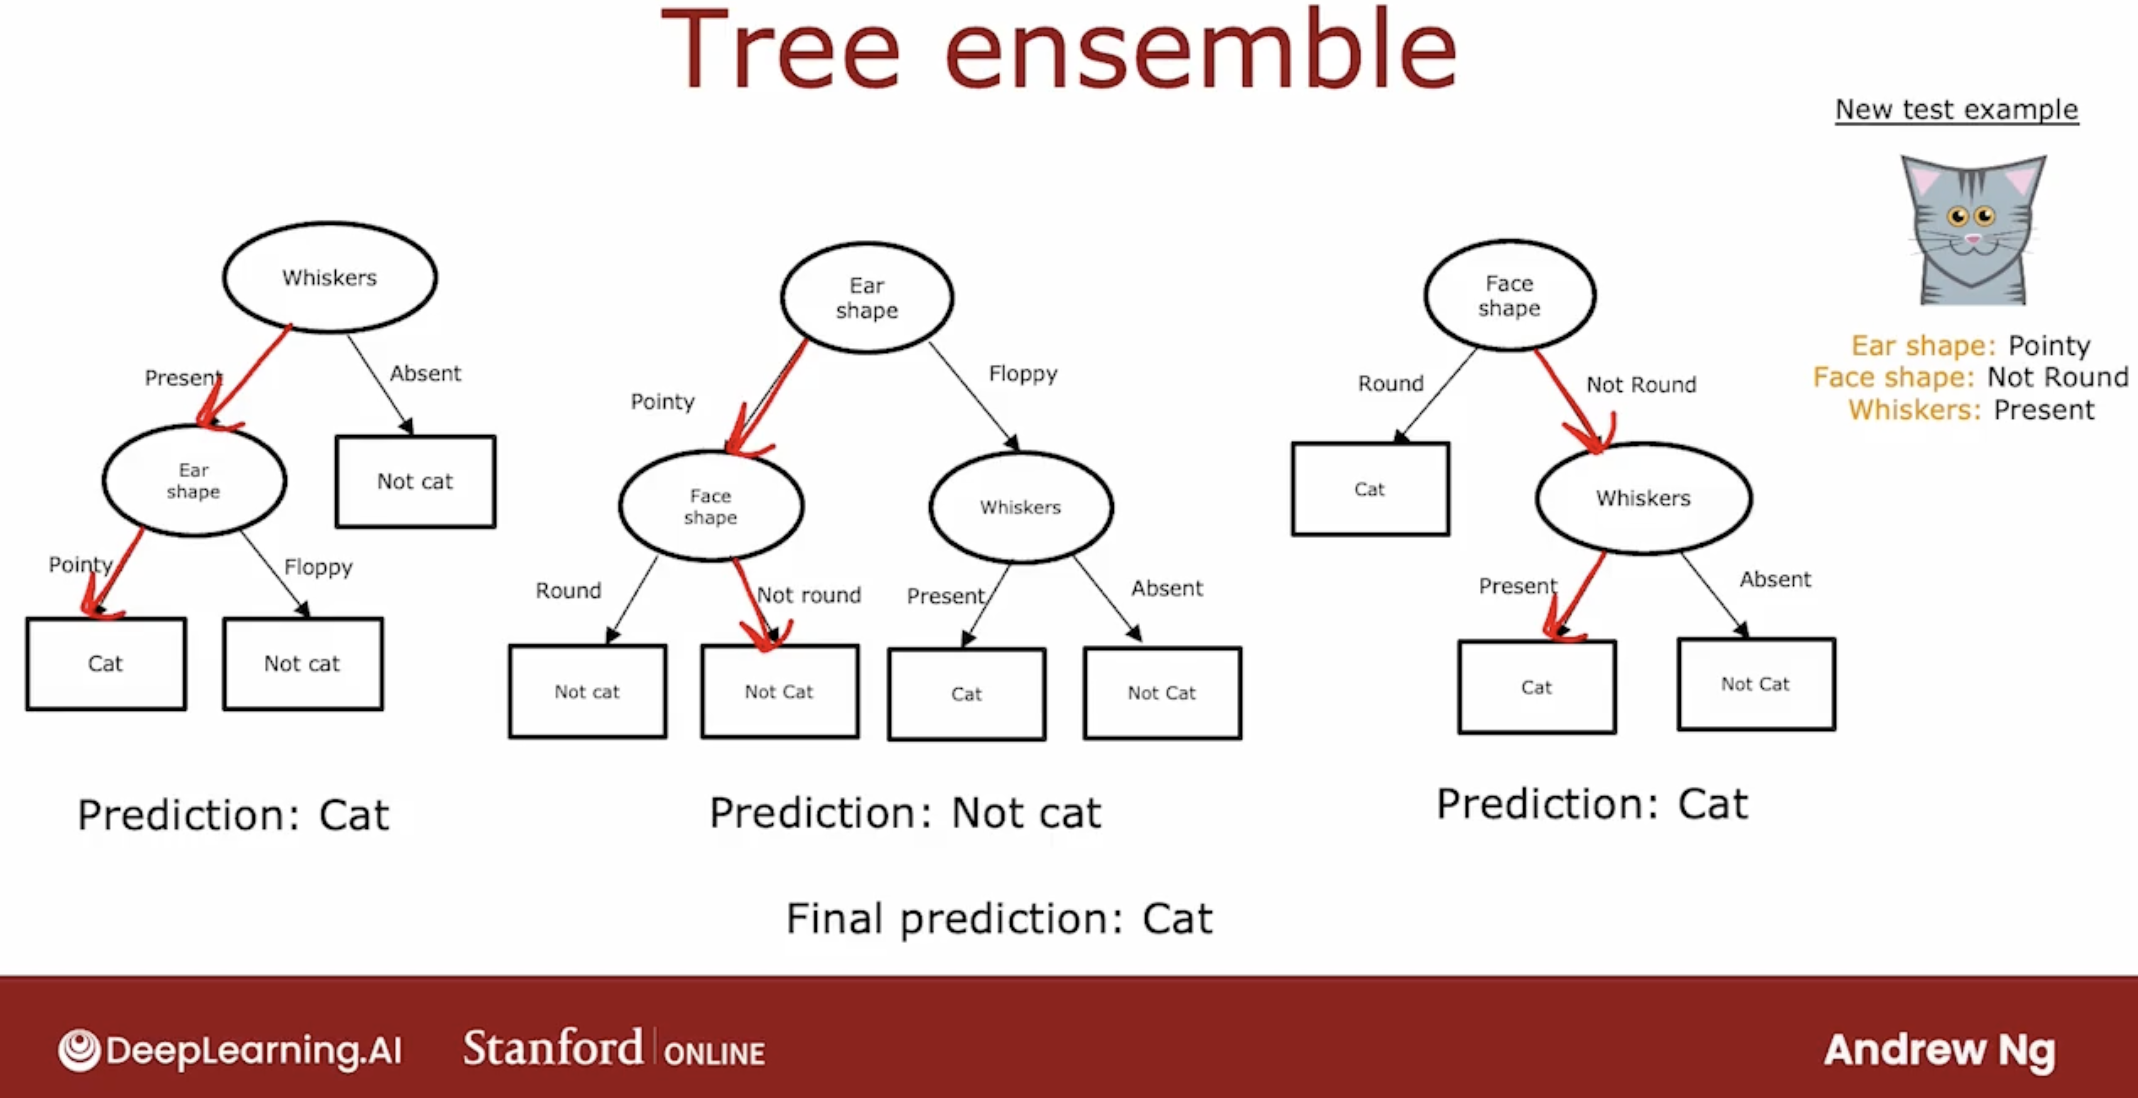 Tree ensemble
New test example
Ear shape: Pointy
Face shape: Not Round
Whiskers: Present
Whiskers
Present
Absent
Ear
shape
Not cat
Pointy
Floppy
Cat
Not cat
Prediction: Cat
Ear
shape
Pointy
Floppy
Face
shape
Whiskers
Round
Not round
Present
Absent
Not cat
Not Cat
Cat
Not Cat
Prediction: Not cat
Face
shape
Round
Not Round
Cat
Whiskers
Present
Absent
Cat
Not Cat
Prediction: Cat
Final prediction: Cat
DeepLearning.AI
Stanford ONLINE
Andrew Ng